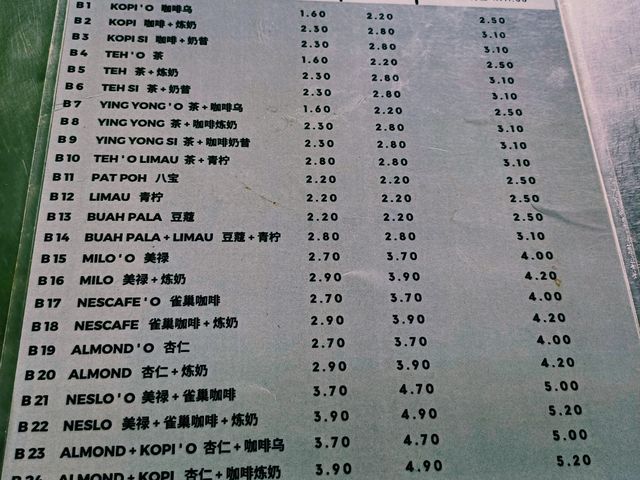 B1 KOPI'O 咖啡乌 1.60 2.20 2.50
B2 KOPI 咖啡+炼奶 2.30 2.80 3.10
B3 KOPI SI 咖啡+奶昔 2.30 2.80 3.10
B4 TEH'O 茶 1.60 2.20 2.50
B5 TEH 茶+炼奶 2.30 2.80 3.10
B6 TEH SI 茶+奶昔 2.30 2.80 3.10
B7 YING YONG'O 茶+咖啡乌 1.60 2.20 2.50
B8 YING YONG 茶+咖啡炼奶 2.30 2.80 3.10
B9 YING YONG SI 茶+咖啡奶昔 2.30 2.80 3.10
B10 TEH'O LIMAU 茶+青柠 2.80 2.80 3.10
B11 PAT POH 八宝 2.20 2.20 2.50
B12 LIMAU 青柠 2.20 2.20 2.50
B13 BUAH PALA 豆蔻 2.20 2.20 2.50
B14 BUAH PALA+LIMAU 豆蔻+青柠 2.80 2.80 3.10
B15 MILO'O 美禄 2.70 3.70 4.00
B16 MILO 美禄+炼奶 2.90 3.90 4.20
B17 NESCAFE'O 雀巢咖啡 2.70 3.70 4.00
B18 NESCAFE 雀巢咖啡+炼奶 2.90 3.90 4.20
B19 ALMOND'O 杏仁 2.70 3.70 4.00
B20 ALMOND 杏仁+炼奶 2.90 3.90 4.20
B21 NESLO'O 美禄+雀巢咖啡 3.70 4.70 5.00
B22 NESLO 美禄+雀巢咖啡+炼奶 3.90 4.90 5.20
B23 ALMOND+KOPI'O 杏仁+咖啡乌 3.70 4.70 5.00
B24 ALMOND+KOPI 杏仁+咖啡炼奶 3.90 4.90 5.20